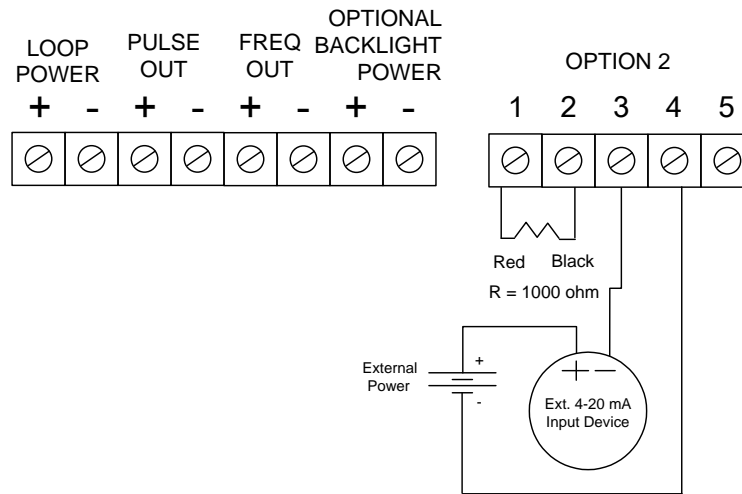 LOOP
POWER
PULSE
OUT
FREQ
OUT
OPTIONAL
BACKLIGHT
POWER
+ - + - + - + -
OPTION 2
1 2 3 4 5
Red Black
R = 1000 ohm
External
Power
+
-
+ −
Ext. 4-20 mA
Input Device